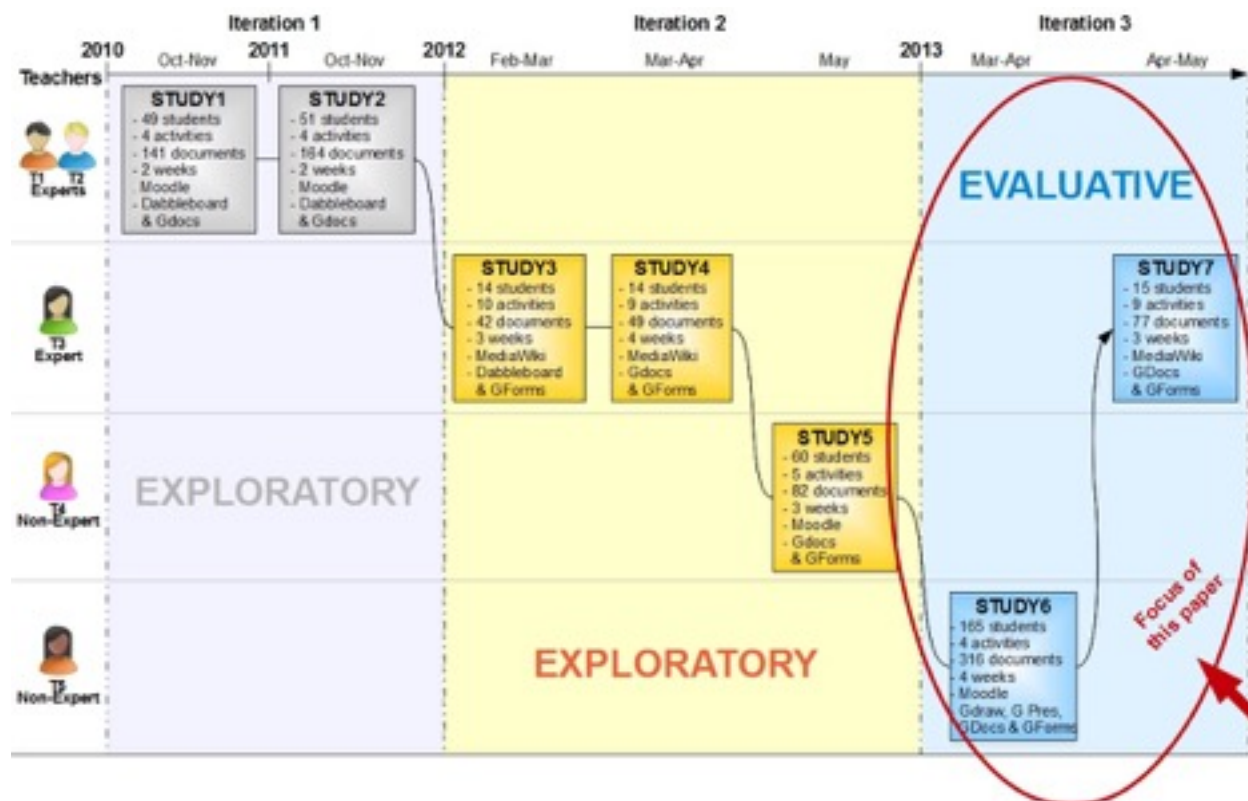 Iteration 1
Iteration 2
Iteration 3
2010
2011
2012
2013
Oct-Nov
Oct-Nov
Feb-Mar
Mar-Apr
May
Mar-Apr
Apr-May
Teachers
T1 T2
Experts
STUDY1
- 49 students
- 4 activities
- 141 documents
- 2 weeks
. Moodle
- Dabbleboard
& Gdocs
STUDY2
- 51 students
- 4 activities
- 164 documents
- 2 weeks
. Moodle
- Dabbleboard
& Gdocs
EVALUATIVE
T3
Expert
STUDY3
- 14 students
- 10 activities
- 42 documents
- 3 weeks
- MediaWiki
- Dabbleboard
& GForms
STUDY4
- 14 students
- 9 activities
- 49 documents
- 4 weeks
- MediaWiki
- Gdocs
& GForms
STUDY7
- 15 students
- 9 activities
- 77 documents
- 3 weeks
- MediaWiki
- GDocs
& GForms
T4
Non-Expert
EXPLORATORY
STUDY5
- 60 students
- 5 activities
- 82 documents
- 3 weeks
- Moodle
- Gdocs
& GForms
T5
Non-Expert
EXPLORATORY
STUDY6
- 165 students
- 4 activities
- 316 documents
- 4 weeks
- Moodle
Gdraw, G Pres,
GDocs & GForms
Focus of
this paper